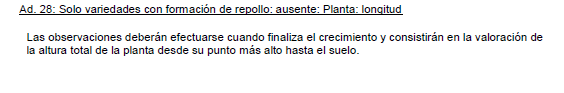 Ad. 28: Solo variedades con formación de repollo: ausente: Planta: longitud
Las observaciones deberán efectuarse cuando finaliza el crecimiento y consistirán en la valoración de
la altura total de la planta desde su punto más alto hasta el suelo.